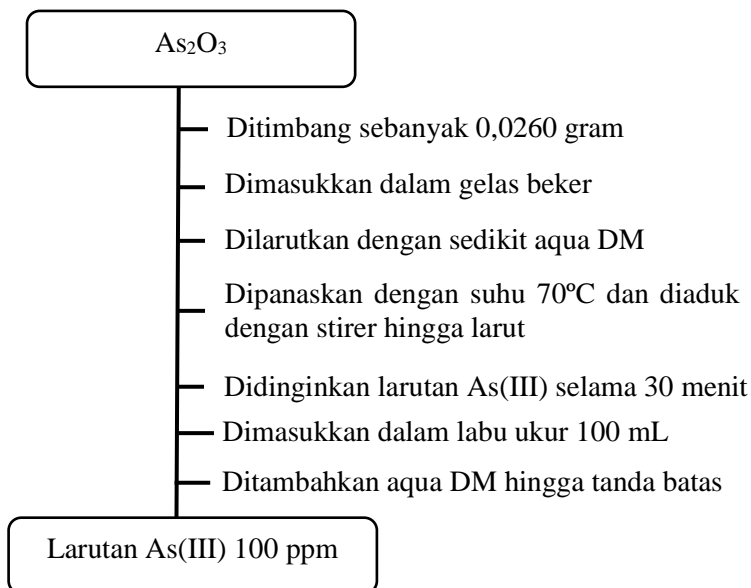 As₂O₃
Ditimbang sebanyak 0,0260 gram
Dimasukkan dalam gelas beker
Dilarutkan dengan sedikit aqua DM
Dipanaskan dengan suhu 70ºC dan diaduk
dengan stirer hingga larut
Didinginkan larutan As(III) selama 30 menit
Dimasukkan dalam labu ukur 100 mL
Ditambahkan aqua DM hingga tanda batas
Larutan As(III) 100 ppm